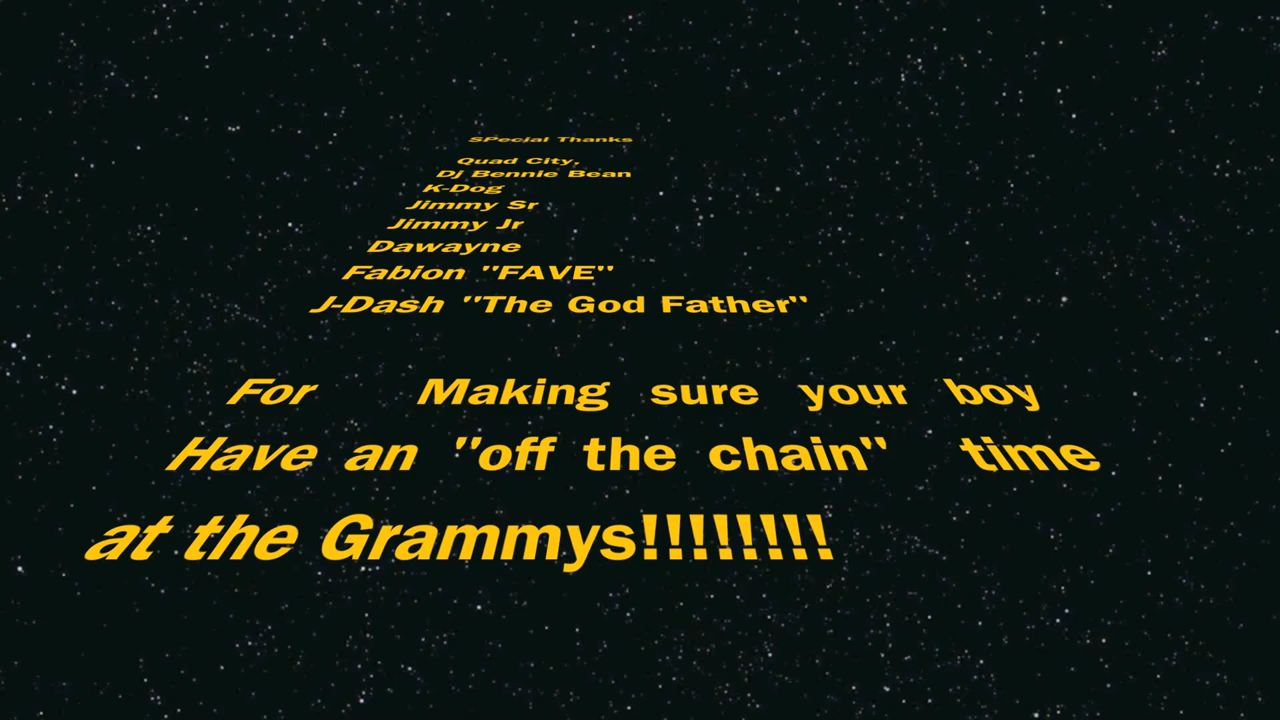 SPecial Thanks
Quad City,
Dj Bennie Bean
K-Dog
Jimmy Sr
Jimmy Jr
Dawayne
Fabion "FAVE"
J-Dash "The God Father"
For Making sure your boy
Have an "off the chain" time
at the Grammys!!!!!!!!